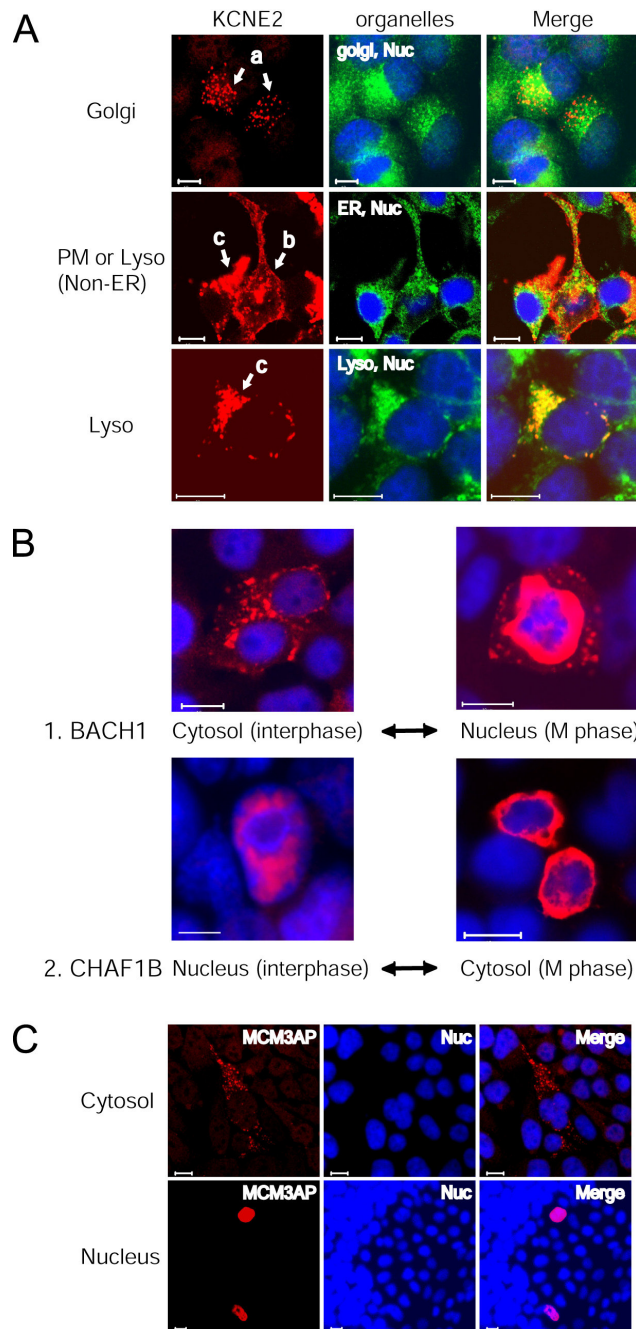 A
KCNE2 organelles Merge
Golgi
a
golgi, Nuc
PM or Lyso
(Non-ER)
c b
ER, Nuc
Lyso
c
Lyso, Nuc
B
1. BACH1 Cytosol (interphase) Nucleus (M phase)
2. CHAF1B Nucleus (interphase) Cytosol (M phase)
C
Cytosol
MCM3AP Nuc Merge
Nucleus
MCM3AP Nuc Merge